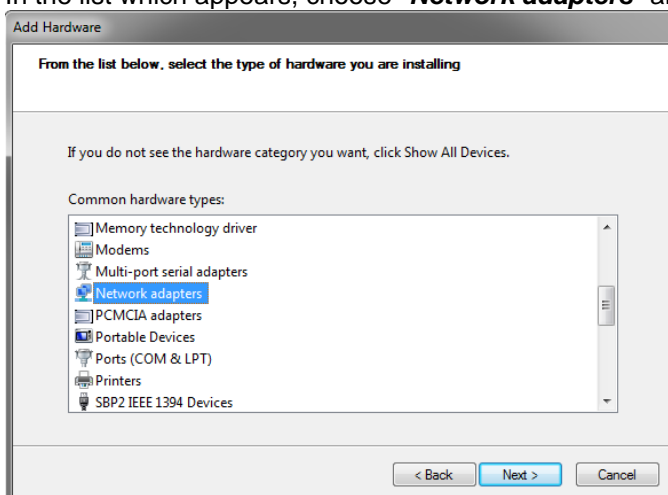 In the list which appears, choose "Network adapters" a
Add Hardware
From the list below, select the type of hardware you are installing
If you do not see the hardware category you want, click Show All Devices.
Common hardware types:
Memory technology driver
Modems
Multi-port serial adapters
Network adapters
PCMCIA adapters
Portable Devices
Ports (COM & LPT)
Printers
SBP2 IEEE 1394 Devices
< Back Next > Cancel